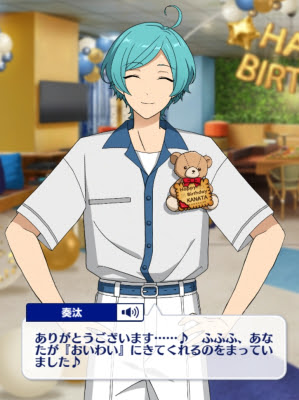 HA
BIRT
Happy
Birthday
KANATA
奏汰
ありがとうございます……♪　ふふふ、あな
たが『おいわい』にきてくれるのをまってい
ました♪